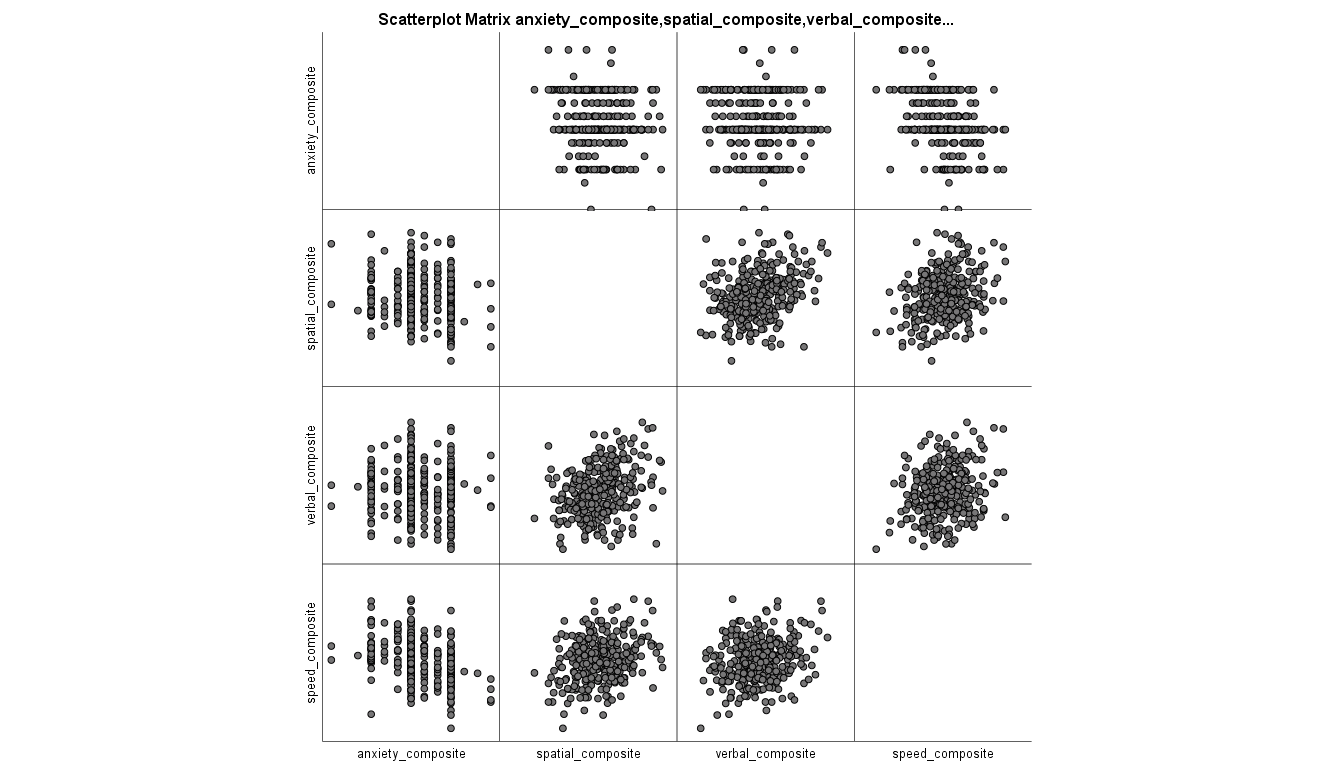 Scatterplot Matrix anxiety_composite,spatial_composite,verbal_composite...
anxiety_composite
spatial_composite
verbal_composite
speed_composite
anxiety_composite
spatial_composite
verbal_composite
speed_composite